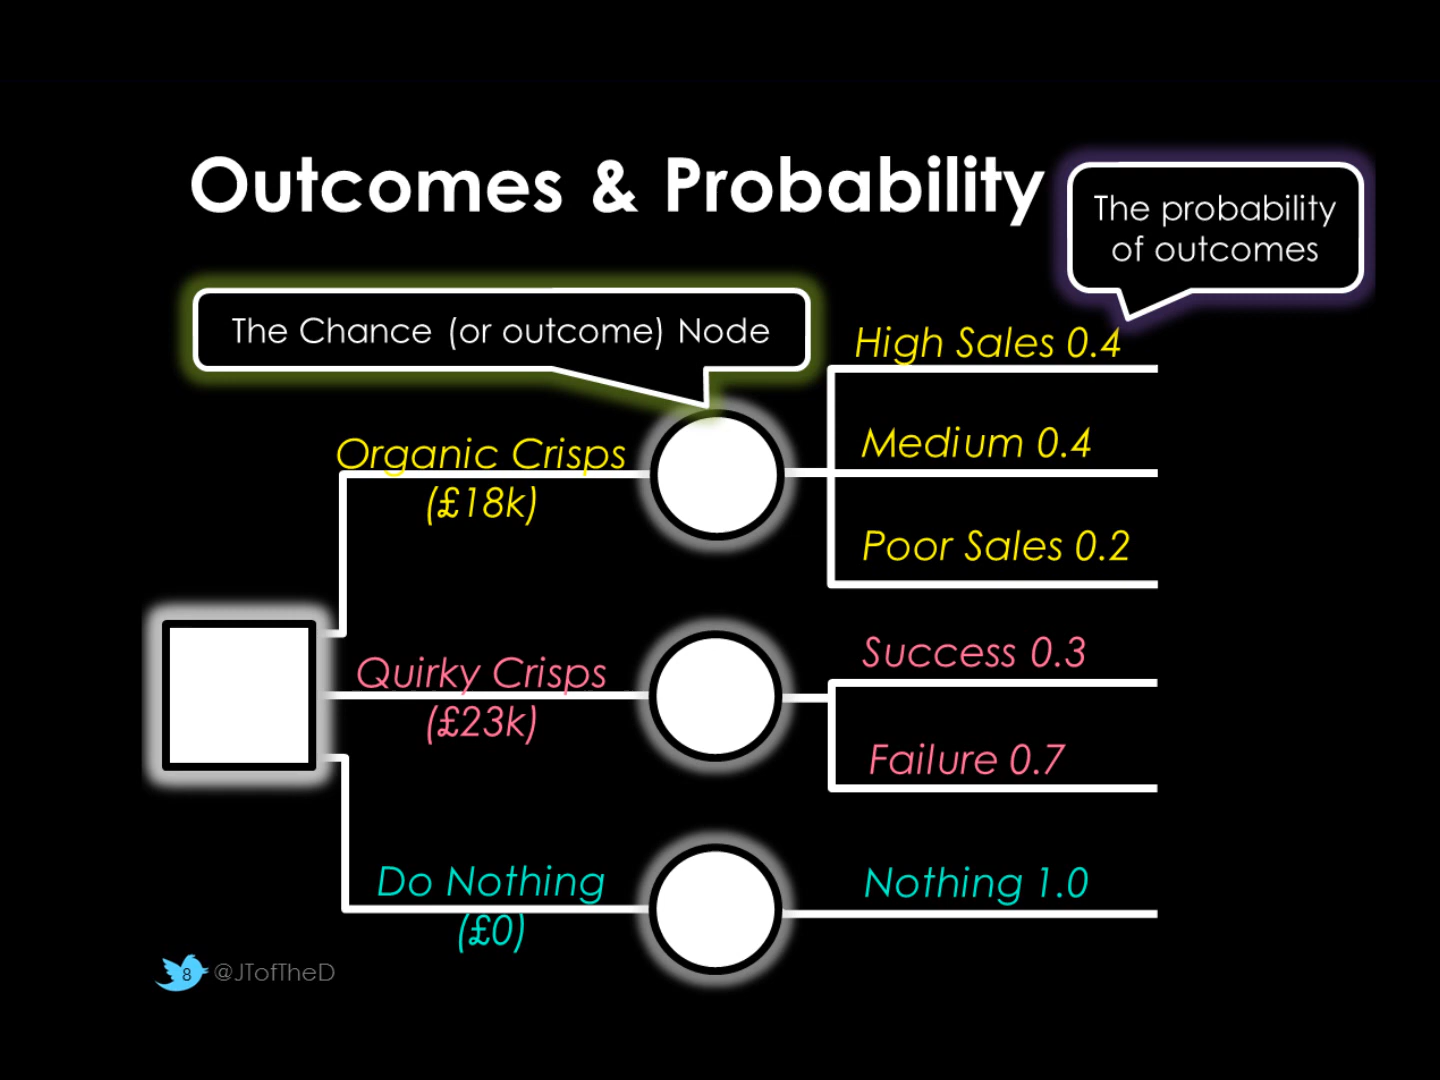 Outcomes & Probability
The probability
of outcomes
The Chance (or outcome) Node
High Sales 0.4
Medium 0.4
Organic Crisps
(£18k)
Poor Sales 0.2
Success 0.3
Quirky Crisps
(£23k)
Failure 0.7
Do Nothing
(£0)
Nothing 1.0
8 @JTofTheD